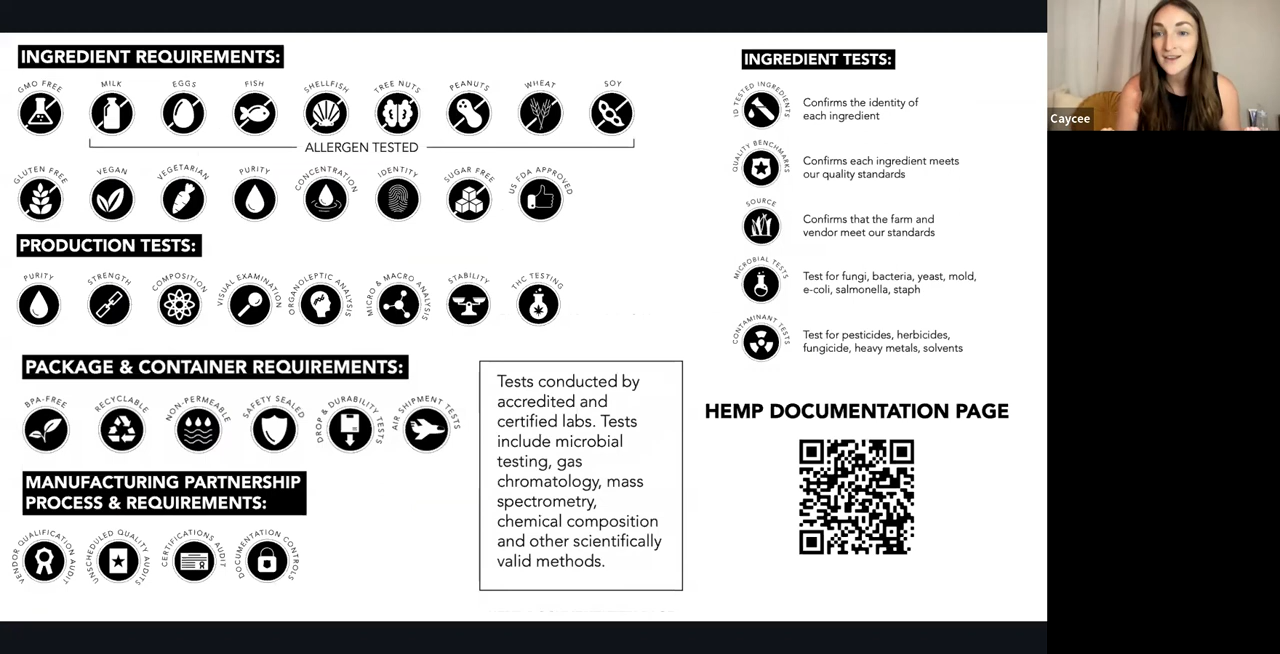 INGREDIENT REQUIREMENTS:
GMO FREE
MILK
EGGS
FISH
SHELLFISH
TREE NUTS
PEANUTS
WHEAT
SOY
ALLERGEN TESTED
GLUTEN FREE
VEGAN
VEGETARIAN
PURITY
CONCENTRATION
IDENTITY
SUGAR FREE
US FDA APPROVED
PRODUCTION TESTS:
PURITY
STRENGTH
COMPOSITION
VISUAL EXAMINATION
ORGANOLEPTIC ANALYSIS
MICRO & MACRO ANALYSIS
STABILITY
THC TESTING
PACKAGE & CONTAINER REQUIREMENTS:
BPA-FREE
RECYCLABLE
NON-PERMEABLE
SAFETY SEALED
DROP & DURABILITY TESTS
AIR SHIPMENT TESTS
MANUFACTURING PARTNERSHIP
PROCESS & REQUIREMENTS:
VENDOR QUALIFICATION AUDIT
UNSCHEDULED QUALITY AUDITS
CERTIFICATIONS AUDIT
DOCUMENTATION CONTROLS
Tests conducted by
accredited and
certified labs. Tests
include microbial
testing, gas
chromatology, mass
spectrometry,
chemical composition
and other scientifically
valid methods.
INGREDIENT TESTS:
ID TESTED INGREDIENTS
Confirms the identity of
each ingredient
QUALITY BENCHMARKS
Confirms each ingredient meets
our quality standards
SOURCE
Confirms that the farm and
vendor meet our standards
MICROBIAL TESTS
Test for fungi, bacteria, yeast, mold,
e-coli, salmonella, staph
CONTAMINANT TESTS
Test for pesticides, herbicides,
fungicide, heavy metals, solvents
HEMP DOCUMENTATION PAGE
Caycee